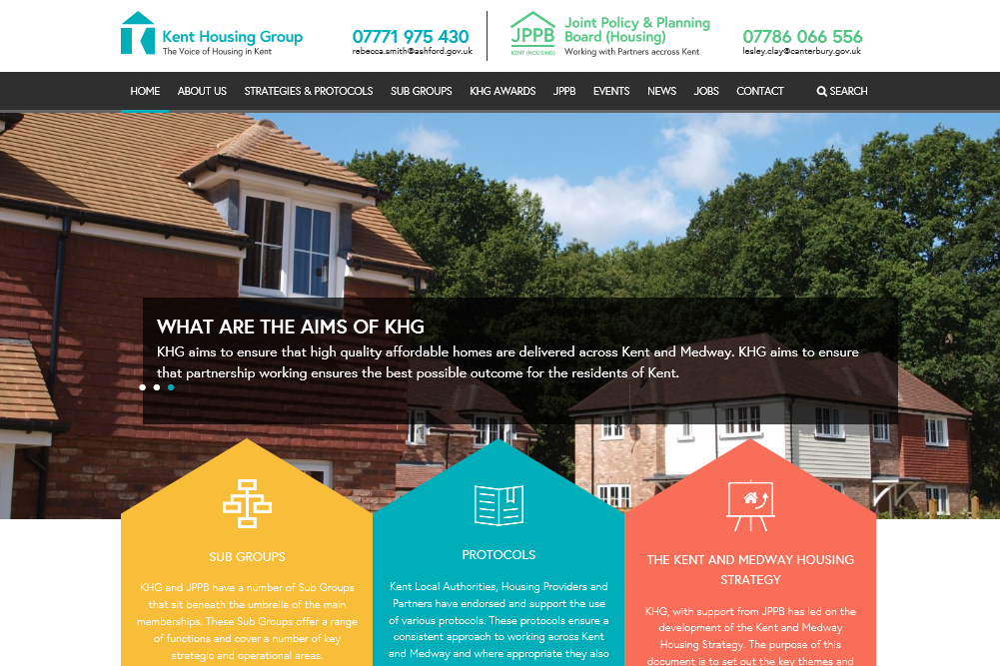 Kent Housing Group
The Voice of Housing in Kent
07771 975 430
rebecca.smith@ashford.gov.uk
JPPB
KENT (HOUSING)
Joint Policy & Planning
Board (Housing)
Working with Partners accross Kent
07786 066 556
lesley.clay@canterbury.gov.uk
HOME ABOUT US STRATEGIES & PROTOCOLS SUB GROUPS KHG AWARDS JPPB EVENTS NEWS JOBS CONTACT SEARCH
WHAT ARE THE AIMS OF KHG
KHG aims to ensure that high quality affordable homes are delivered across Kent and Medway. KHG aims to ensure
that partnership working ensures the best possible outcome for the residents of Kent.
SUB GROUPS
KHG and JPPB have a number of Sub Groups
that sit beneath the umbrella of the main
memberships. These Sub Groups offer a range
of functions and cover a number of key
strategic and operational areas.
PROTOCOLS
Kent Local Authorities, Housing Providers and
Partners have endorsed and support the use
of various protocols. These protocols ensure a
consistent approach to working across Kent
and Medway and where appropriate they also
THE KENT AND MEDWAY HOUSING
STRATEGY
KHG, with support from JPPB has led on the
development of the Kent and Medway
Housing Strategy. The purpose of this
document is to set out the key themes and